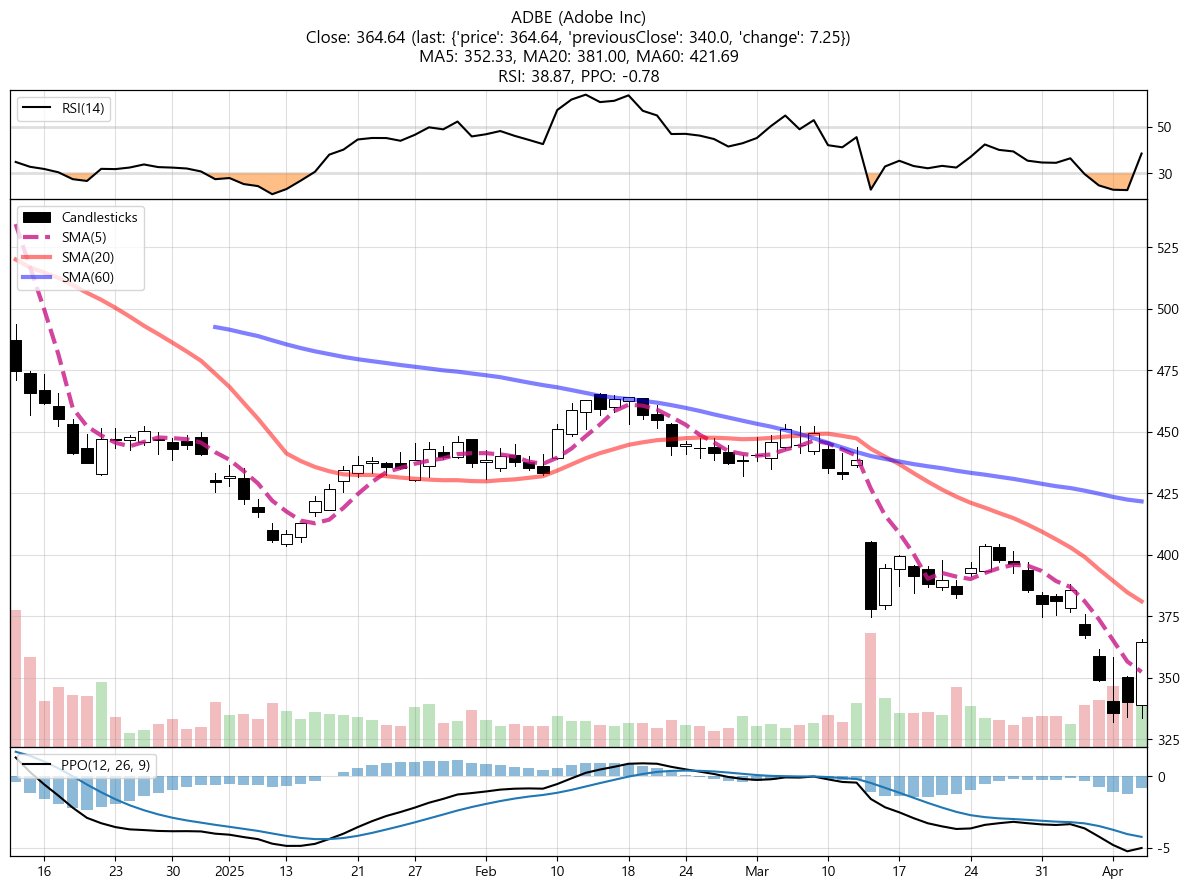 ADBE (Adobe Inc)
Close: 364.64 (last: {'price': 364.64, 'previousClose': 340.0, 'change': 7.25})
MA5: 352.33, MA20: 381.00, MA60: 421.69
RSI: 38.87, PPO: -0.78
RSI(14)
50
30
Candlesticks
SMA(5)
SMA(20)
SMA(60)
525
500
475
450
425
400
375
350
325
PPO(12, 26, 9)
0
-5
16 23 30 2025 13 21 27 Feb 10 18 24 Mar 10 17 24 31 Apr